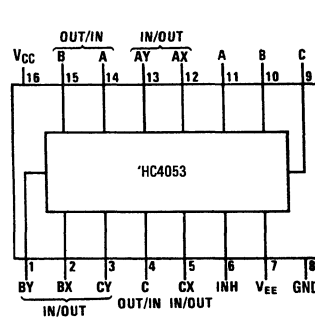 OUT/IN IN/OUT
VCC B A AY AX A B C
16 15 14 13 12 11 10 9
'HC4053
1 2 3 4 5 6 7 8
BY BX CY C CX INH VEE GND
OUT/IN IN/OUT
IN/OUT